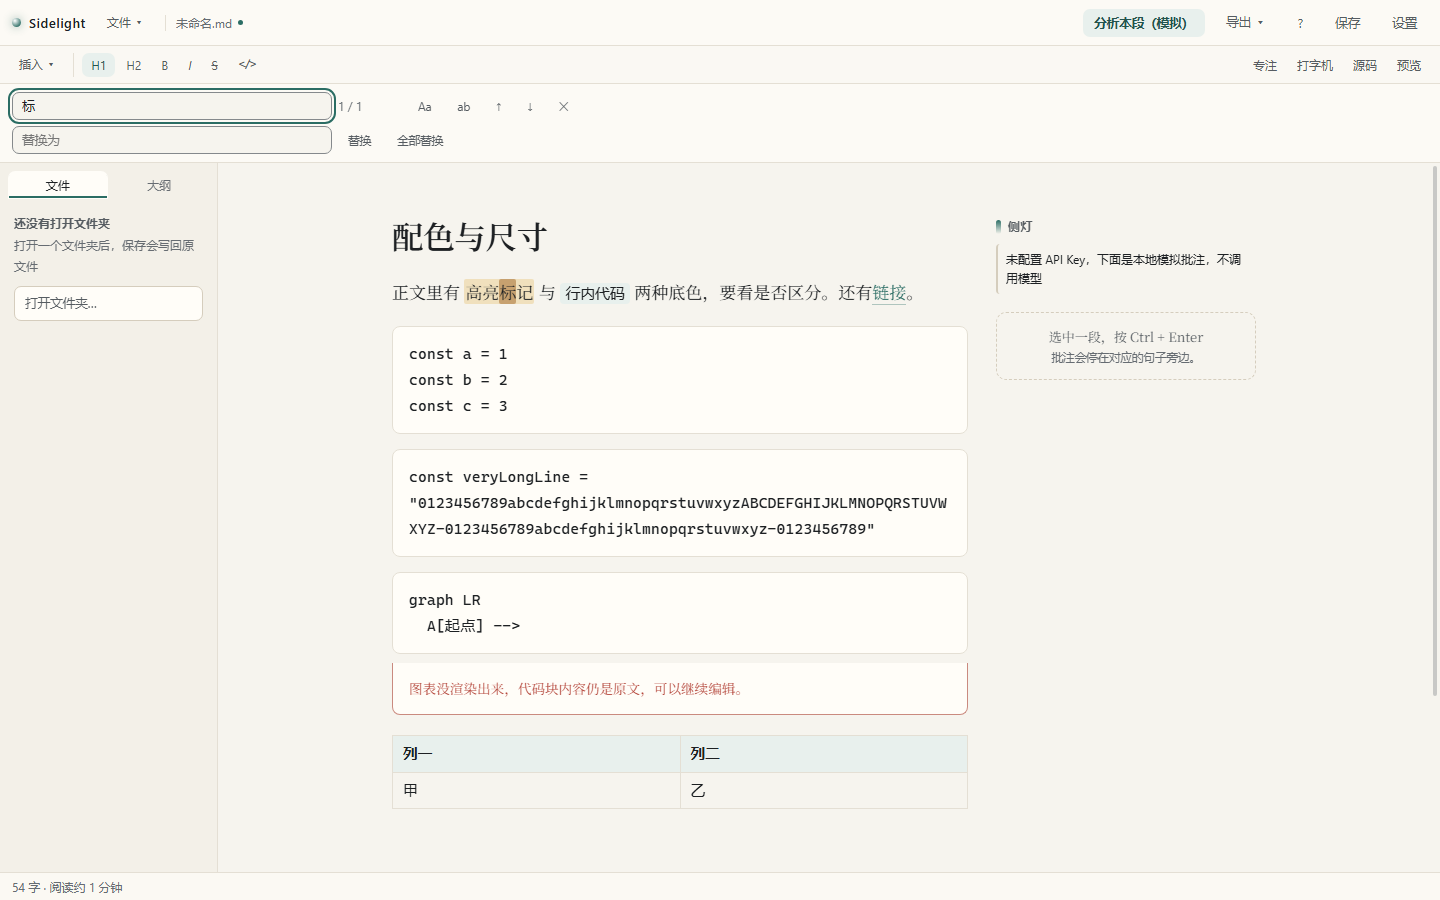 Sidelight 文件 未命名.md 分析本段（模拟） 导出 ? 保存 设置
插入 H1 H2 B I S </> 专注 打字机 源码 预览
标 1 / 1 Aa ab ↑ ↓ ×
替换为 替换 全部替换
文件 大纲
还没有打开文件夹
打开一个文件夹后，保存会写回原
文件
打开文件夹...
配色与尺寸
正文里有 高亮标记 与 行内代码 两种底色，要看是否区分。还有链接。
const a = 1
const b = 2
const c = 3
const veryLongLine =
"0123456789abcdefghijklmnopqrstuvwxyzABCDEFGHIJKLMNOPQRSTUVW
XYZ-0123456789abcdefghijklmnopqrstuvwxyz-0123456789"
graph LR
A[起点] -->
图表没渲染出来，代码块内容仍是原文，可以继续编辑。
列一 列二
甲 乙
侧灯
未配置 API Key，下面是本地模拟批注，不调
用模型
选中一段，按 Ctrl + Enter
批注会停在对应的句子旁边。
54 字 · 阅读约 1 分钟